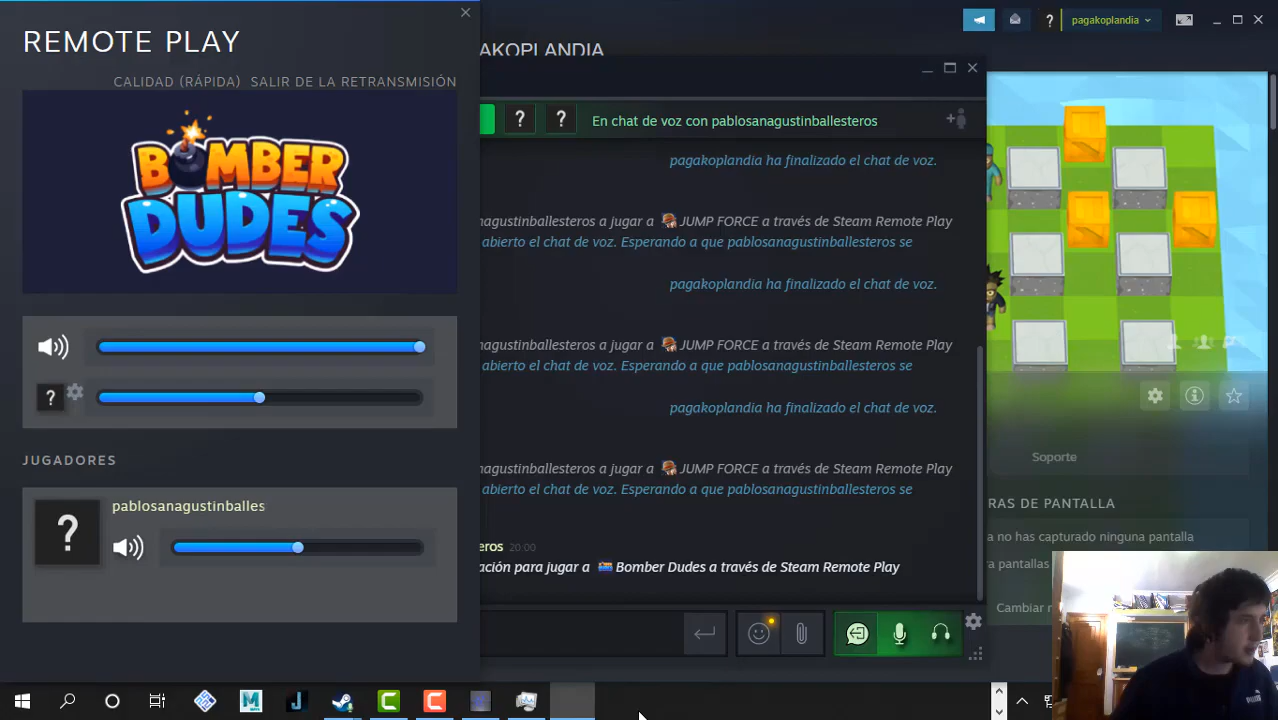 REMOTE PLAY
CALIDAD (RÁPIDA) SALIR DE LA RETRANSMISIÓN
BOMBER
DUDES
JUGADORES
pablosanagustinballes
pagakoplandia
AKOPLANDIA
En chat de voz con pablosanagustinballesteros
pagakoplandia ha finalizado el chat de voz.
nagustinballesteros a jugar a JUMP FORCE a través de Steam Remote Play
abierto el chat de voz. Esperando a que pablosanagustinballesteros se
pagakoplandia ha finalizado el chat de voz.
nagustinballesteros a jugar a JUMP FORCE a través de Steam Remote Play
abierto el chat de voz. Esperando a que pablosanagustinballesteros se
pagakoplandia ha finalizado el chat de voz.
nagustinballesteros a jugar a JUMP FORCE a través de Steam Remote Play
abierto el chat de voz. Esperando a que pablosanagustinballesteros se
eros 20:00
ación para jugar a Bomber Dudes a través de Steam Remote Play
Soporte
RAS DE PANTALLA
a no has capturado ninguna pantalla
a pantallas
Cambiar